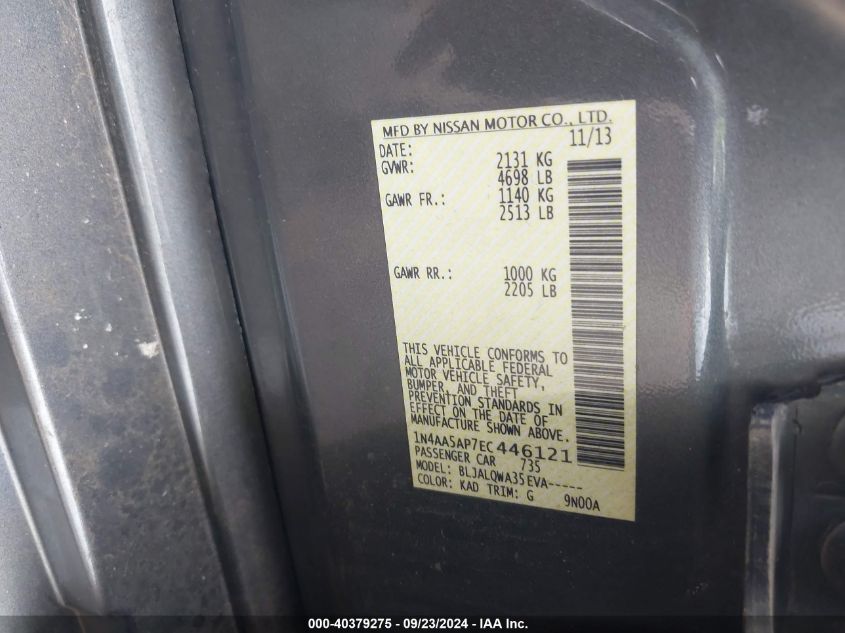 MFD BY NISSAN MOTOR CO., LTD.
DATE: 11/13
GVWR: 2131 KG
4698 LB
GAWR FR.: 1140 KG
2513 LB
GAWR RR.: 1000 KG
2205 LB
THIS VEHICLE CONFORMS TO
ALL APPLICABLE FEDERAL
MOTOR VEHICLE SAFETY,
BUMPER, AND THEFT
PREVENTION STANDARDS IN
EFFECT ON THE DATE OF
MANUFACTURE SHOWN ABOVE.
1N4AA5AP7EC446121
PASSENGER CAR 735
MODEL: BLJALQWA35EVA-----
COLOR: KAD TRIM: G 9N00A
000-40379275 - 09/23/2024 - IAA Inc.